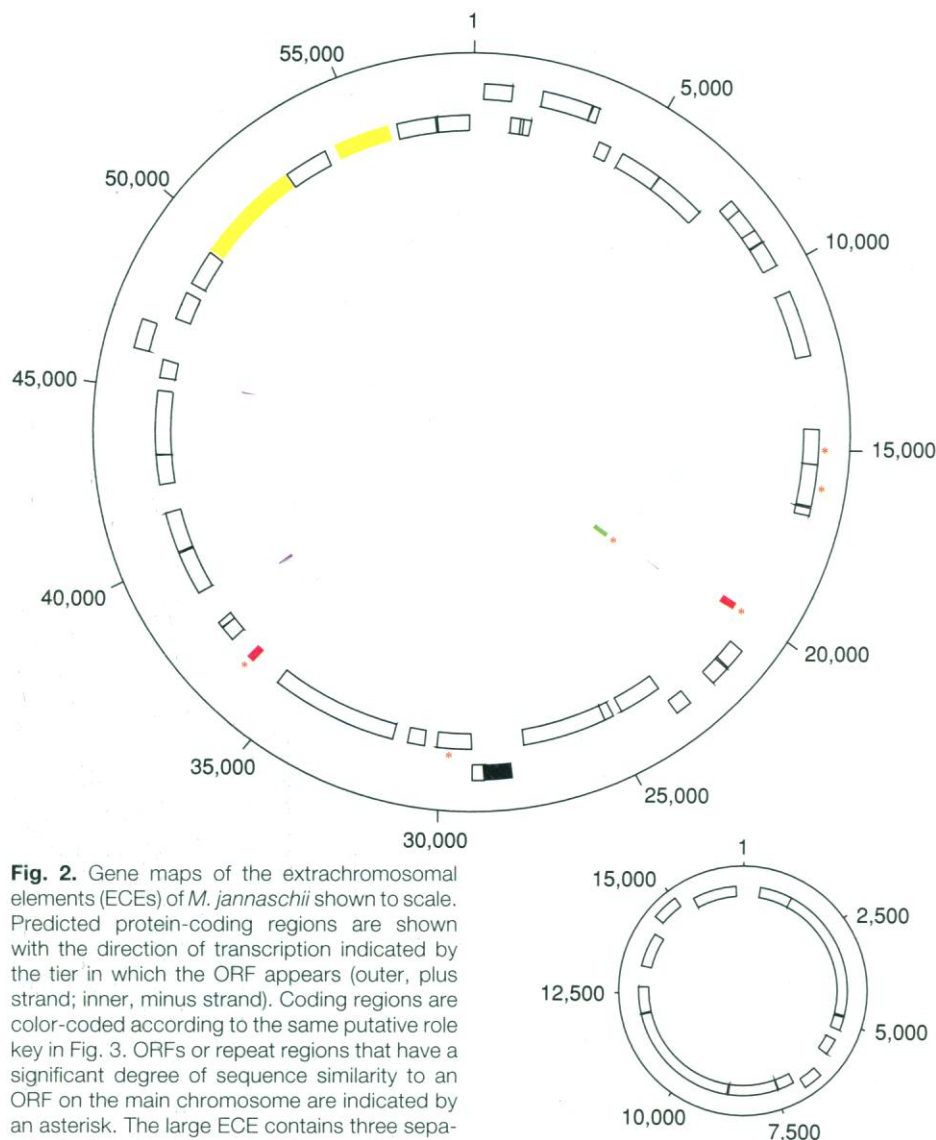 1
5,000
10,000
15,000
20,000
25,000
30,000
35,000
40,000
45,000
50,000
55,000
*
*
*
*
*
*
Fig. 2. Gene maps of the extrachromosomal
elements (ECEs) of M. jannaschii shown to scale.
Predicted protein-coding regions are shown
with the direction of transcription indicated by
the tier in which the ORF appears (outer, plus
strand; inner, minus strand). Coding regions are
color-coded according to the same putative role
key in Fig. 3. ORFs or repeat regions that have a
significant degree of sequence similarity to an
ORF on the main chromosome are indicated by
an asterisk. The large ECE contains three sepa-
1
2,500
5,000
7,500
10,000
12,500
15,000